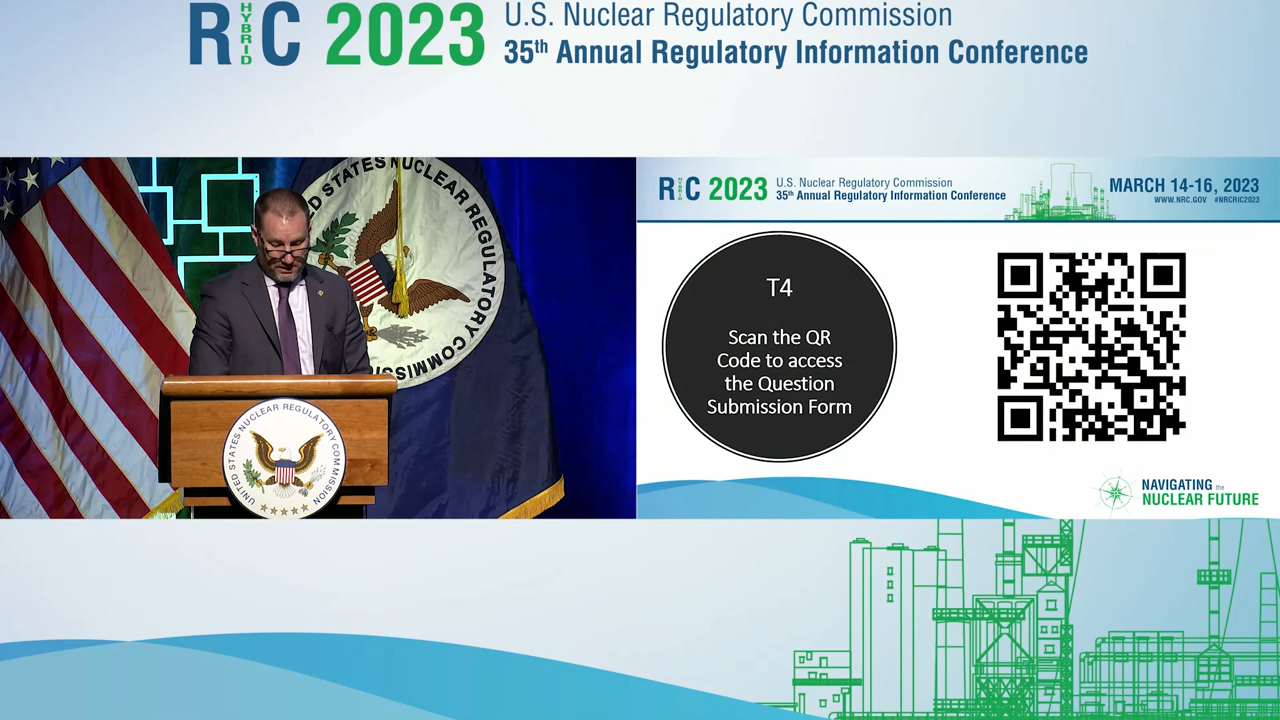 RIC 2023
HYBRID
U.S. Nuclear Regulatory Commission
35th Annual Regulatory Information Conference
STATES NUCLEAR REGULATORY COMMISSI
UNITED STATES NUCLEAR REGULATORY COMMISSION
RIC 2023
HYBRID
U.S. Nuclear Regulatory Commission
35th Annual Regulatory Information Conference
MARCH 14-16, 2023
WWW.NRC.GOV #NRCRIC2023
T4
Scan the QR
Code to access
the Question
Submission Form
NAVIGATING the
NUCLEAR FUTURE